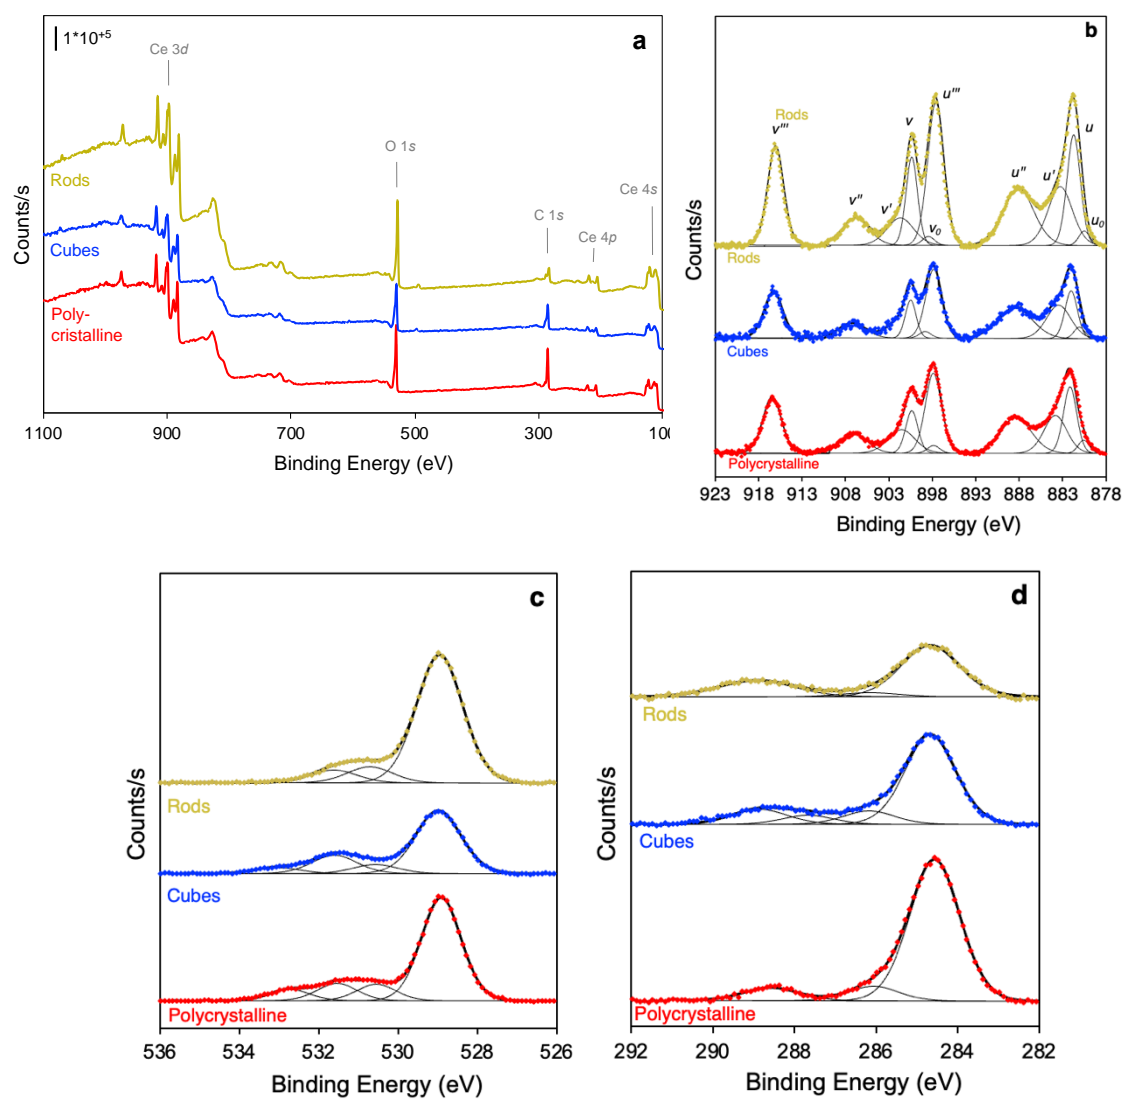 1*10+5
a
Ce 3d
Counts/s
Rods
O 1s
Ce 4s
C 1s
Ce 4p
Cubes
Poly-
cristalline
1100 900 700 500 300 10
Binding Energy (eV)
b
Rods
v''' v u''' u
v'' v' v0 u'' u' u0
Counts/s
Rods
Cubes
Polycrystalline
923 918 913 908 903 898 893 888 883 878
Binding Energy (eV)
c
Counts/s
Rods
Cubes
Polycrystalline
536 534 532 530 528 526
Binding Energy (eV)
d
Counts/s
Rods
Cubes
Polycrystalline
292 290 288 286 284 282
Binding Energy (eV)